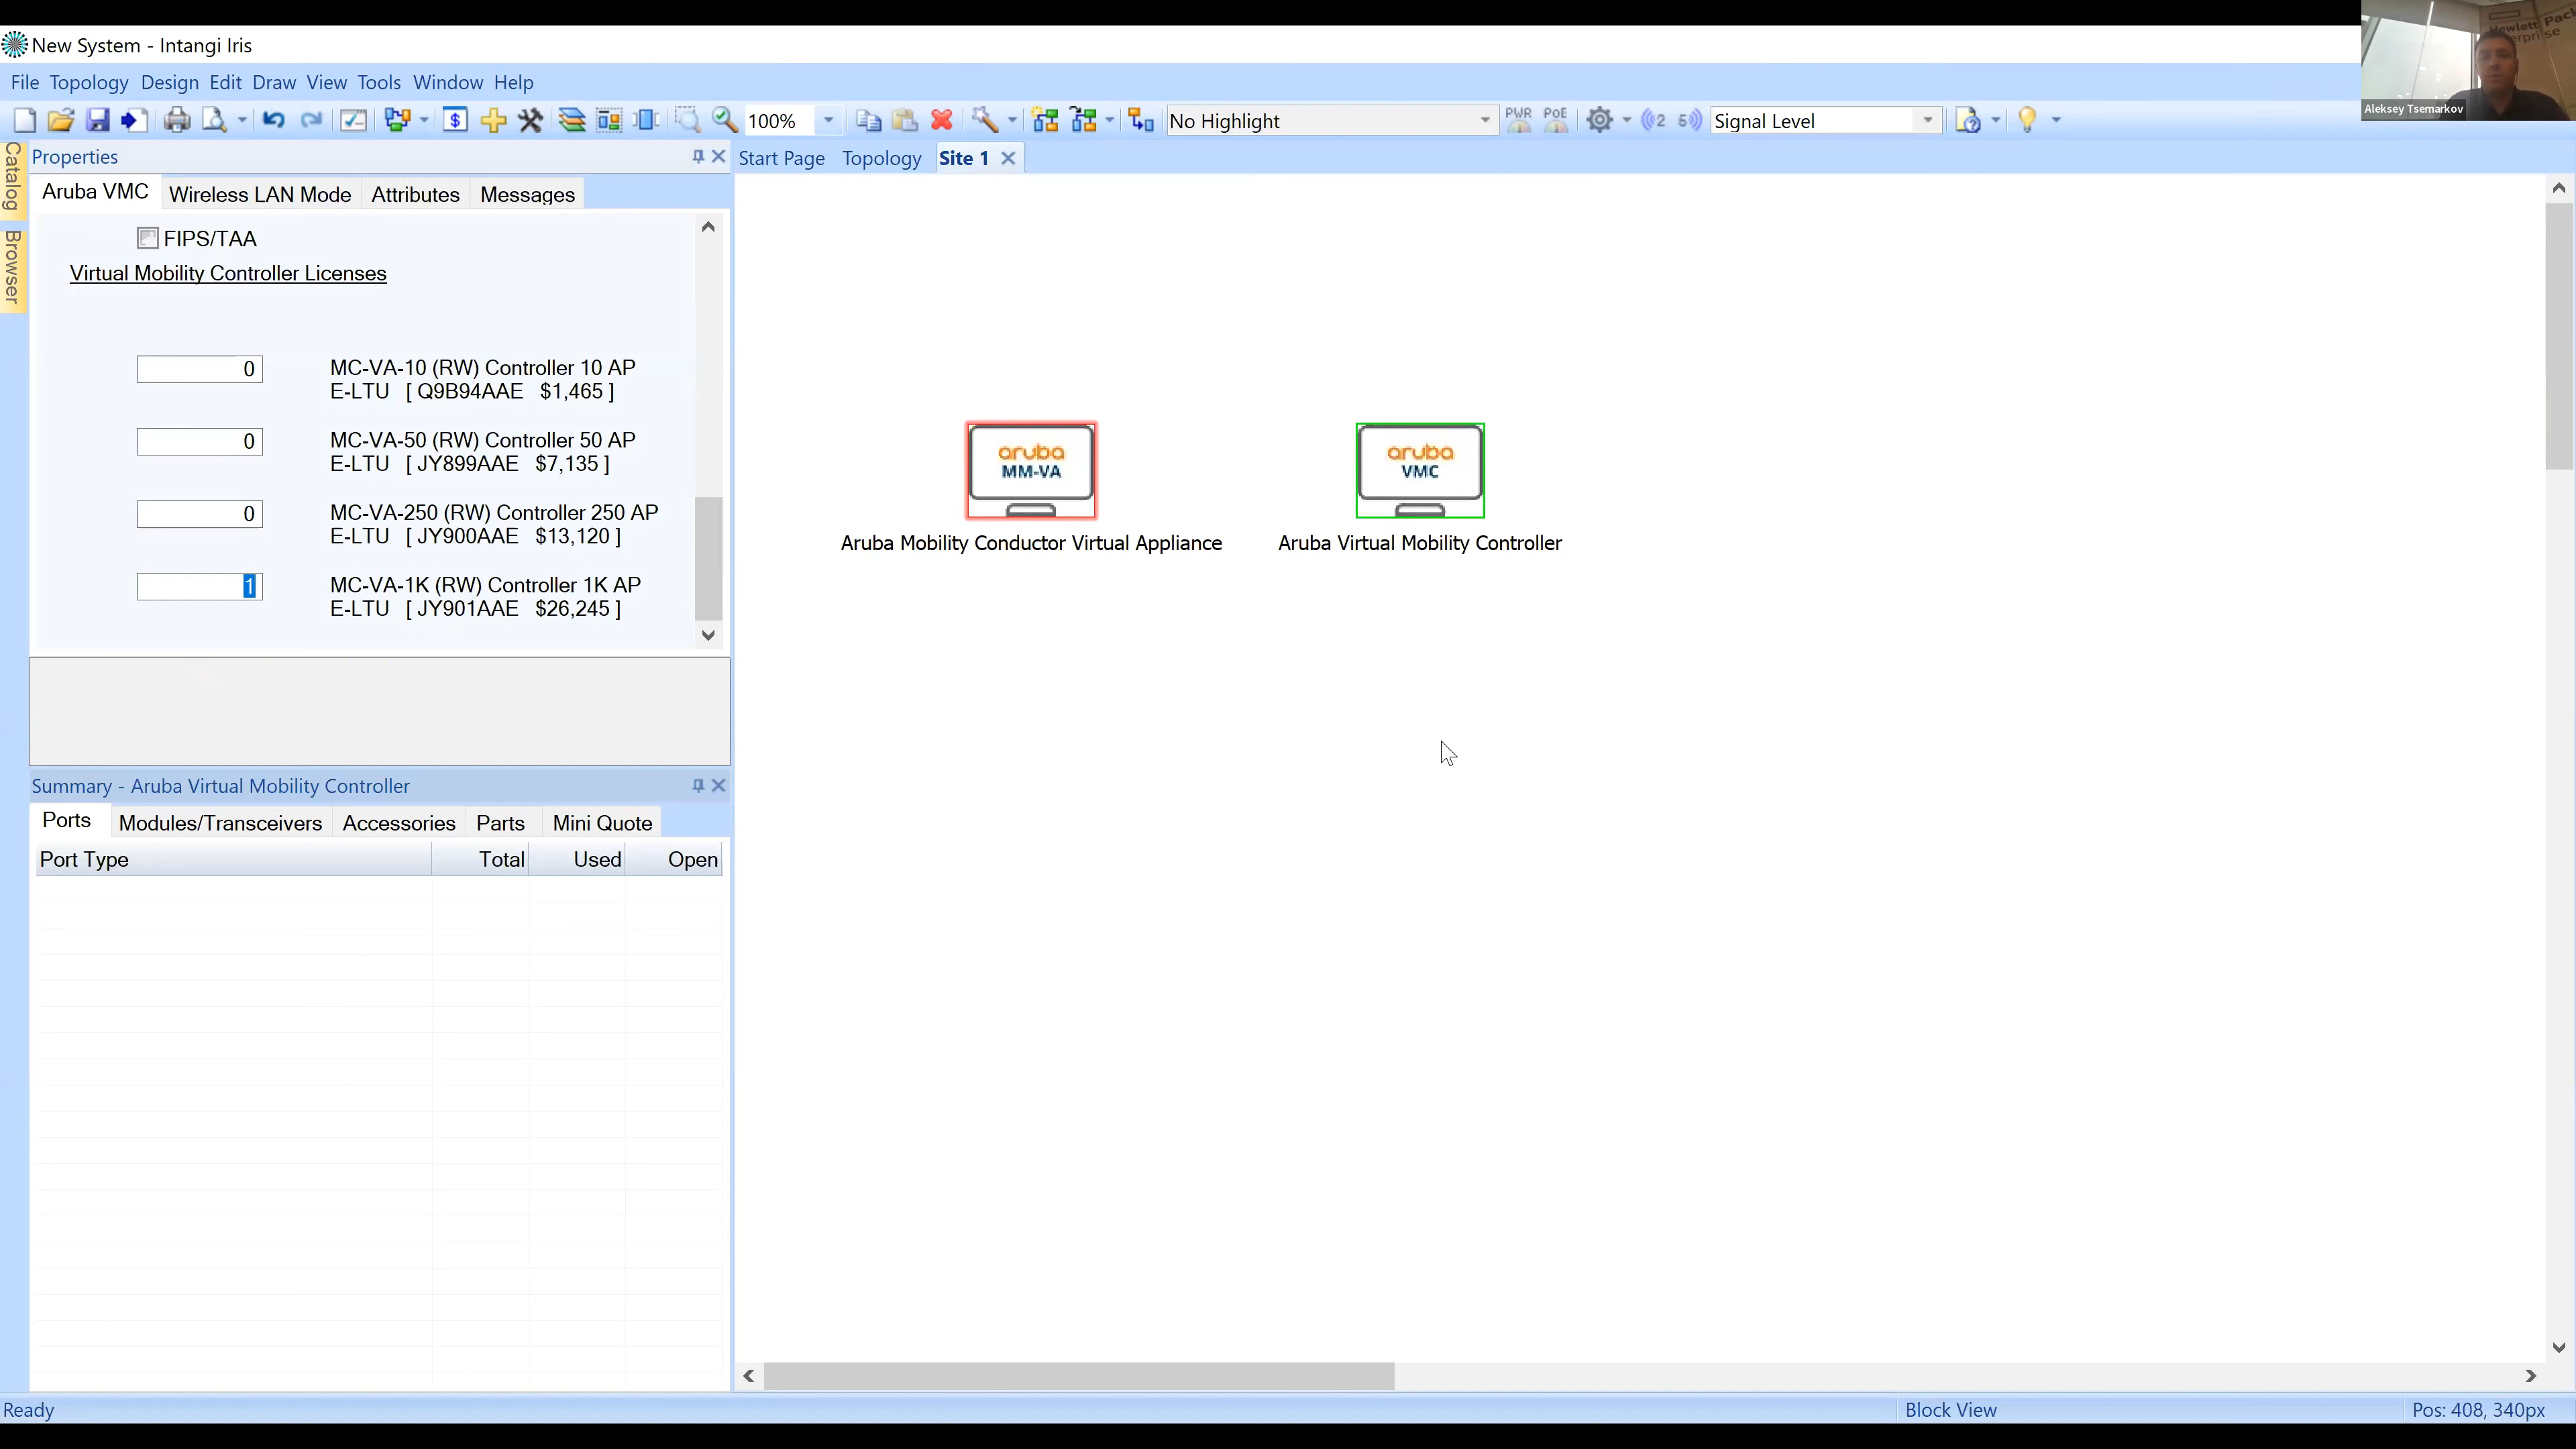 New System - Intangi Iris
Aleksey Tsemarkov
File Topology Design Edit Draw View Tools Window Help
$ 100% No Highlight PWR PoE 2 5 Signal Level
Catalog
Browser
Properties
Start Page Topology Site 1
Aruba VMC Wireless LAN Mode Attributes Messages
FIPS/TAA
Virtual Mobility Controller Licenses
0 MC-VA-10 (RW) Controller 10 AP
E-LTU [ Q9B94AAE $1,465 ]
0 MC-VA-50 (RW) Controller 50 AP
E-LTU [ JY899AAE $7,135 ]
0 MC-VA-250 (RW) Controller 250 AP
E-LTU [ JY900AAE $13,120 ]
1 MC-VA-1K (RW) Controller 1K AP
E-LTU [ JY901AAE $26,245 ]
aruba
MM-VA
Aruba Mobility Conductor Virtual Appliance
aruba
VMC
Aruba Virtual Mobility Controller
Summary - Aruba Virtual Mobility Controller
Ports Modules/Transceivers Accessories Parts Mini Quote
Port Type Total Used Open
Ready
Block View
Pos: 408, 340px